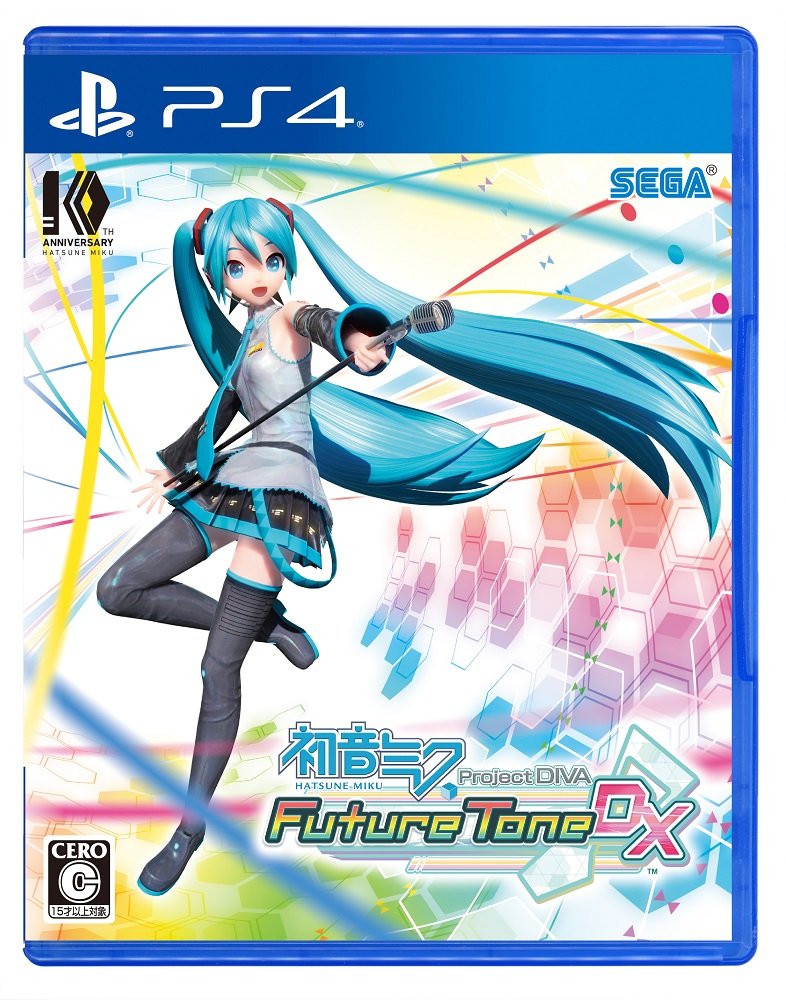 PS4®
10TH
ANNIVERSARY
HATSUNE MIKU
SEGA®
初音ミク
HATSUNE MIKU
Project DIVA
Future Tone DX
TM
CERO
C
15才以上対象